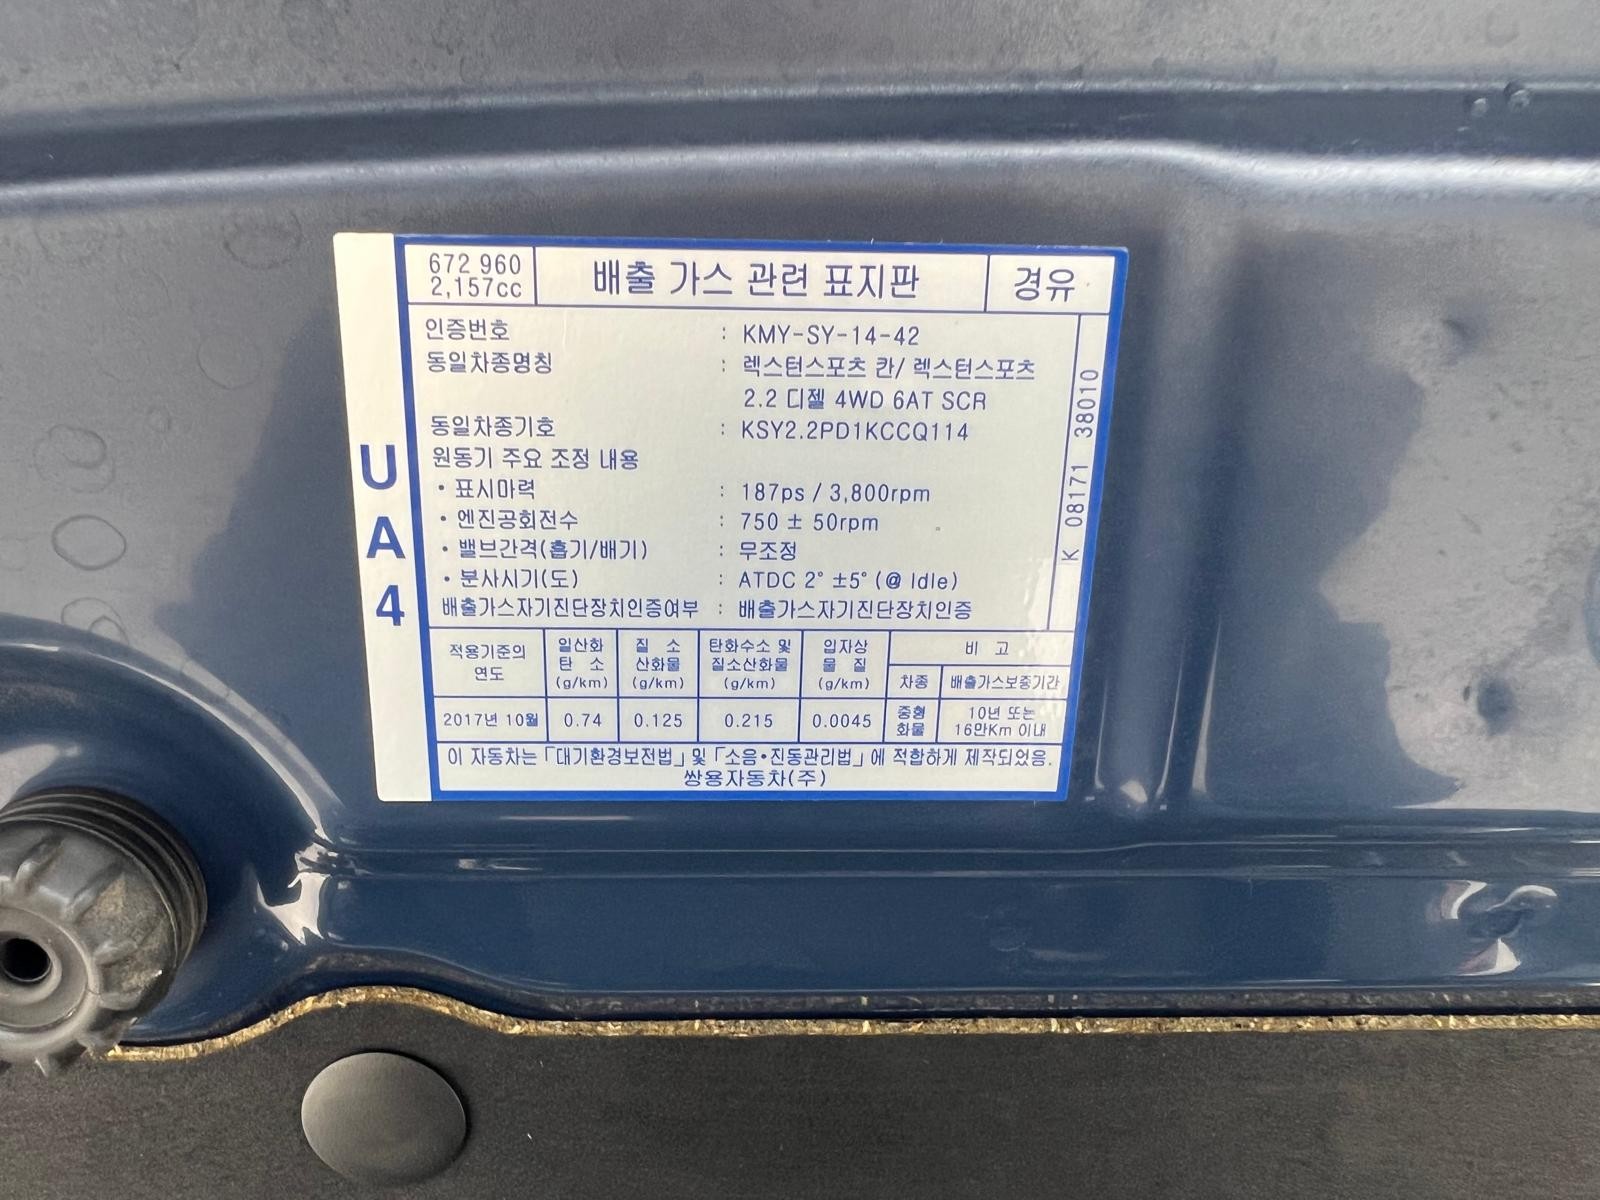 672 960
2,157cc
배출 가스 관련 표지판
경유
인증번호 : KMY-SY-14-42
동일차종명칭 : 렉스턴스포츠 칸/ 렉스턴스포츠
2.2 디젤 4WD 6AT SCR
동일차종기호 : KSY2.2PD1KCCQ114
원동기 주요 조정 내용
• 표시마력 : 187ps / 3,800rpm
• 엔진공회전수 : 750 ± 50rpm
• 밸브간격(흡기/배기) : 무조정
• 분사시기(도) : ATDC 2° ±5° (@ Idle)
배출가스자기진단장치인증여부 : 배출가스자기진단장치인증
K 08171 38010
U
A
4
적용기준의
연도
일산화
탄 소
(g/km)
질 소
산화물
(g/km)
탄화수소 및
질소산화물
(g/km)
입자상
물 질
(g/km)
비 고
차종
배출가스보증기간
2017년 10월
0.74
0.125
0.215
0.0045
중형
화물
10년 또는
16만Km 이내
이 자동차는 「대기환경보전법」 및 「소음•진동관리법」 에 적합하게 제작되었음.
쌍용자동차(주)